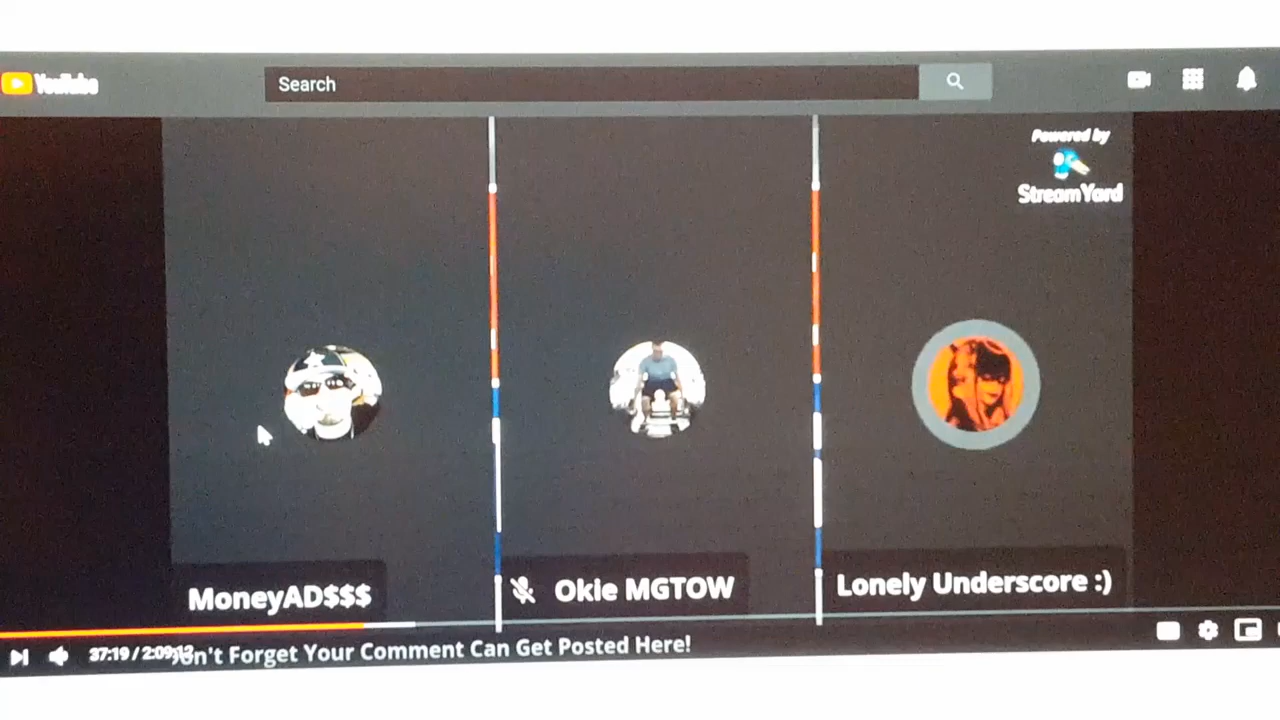 YouTube
Search
Powered by
StreamYard
MoneyAD$$$
Okie MGTOW
Lonely Underscore :)
37:19 / 2:09:12
Don't Forget Your Comment Can Get Posted Here!